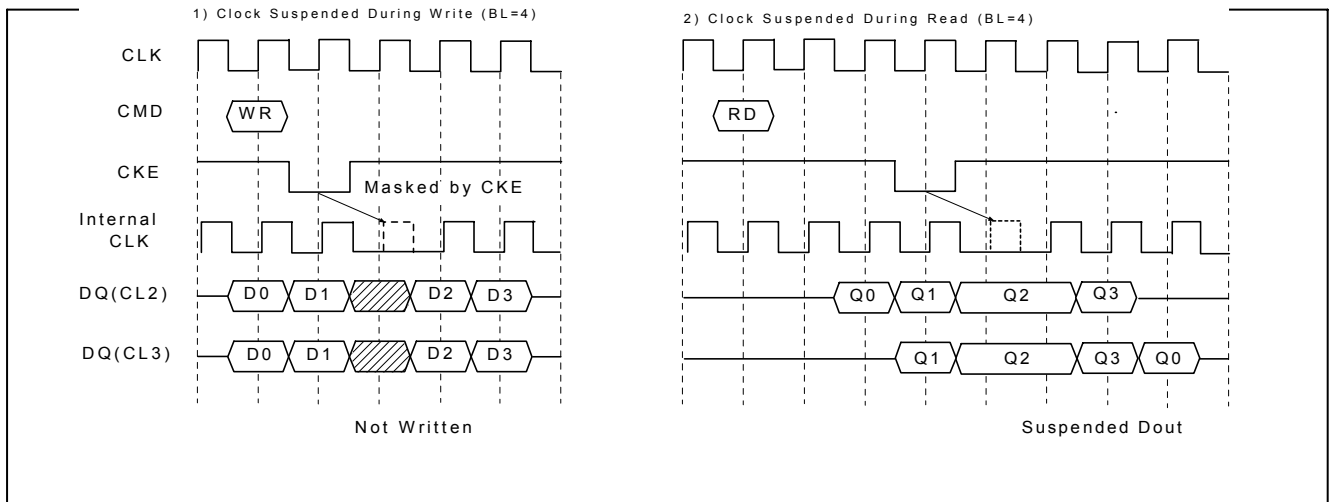 1) Clock Suspended During Write (BL=4)
2) Clock Suspended During Read (BL=4)
CLK
CMD
WR
RD
CKE
Masked by CKE
Internal
CLK
DQ(CL2)
D0 D1 D2 D3
Q0 Q1 Q2 Q3
DQ(CL3)
D0 D1 D2 D3
Q1 Q2 Q3 Q0
Not Written
Suspended Dout